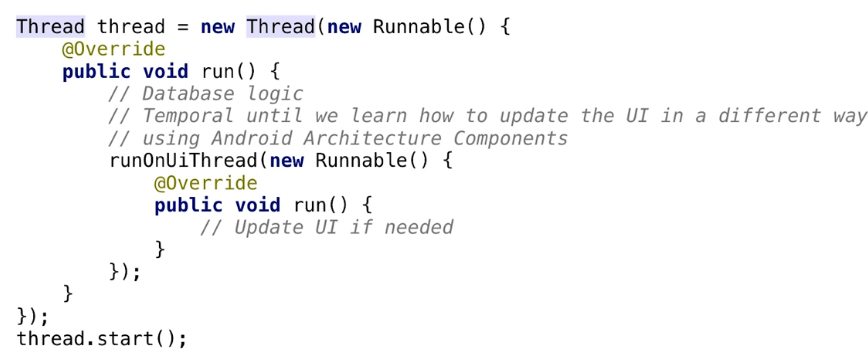 Thread thread = new Thread(new Runnable() {
    @Override
    public void run() {
        // Database logic
        // Temporal until we learn how to update the UI in a different way
        // using Android Architecture Components
        runOnUiThread(new Runnable() {
            @Override
            public void run() {
                // Update UI if needed
            }
        });
    }
});
thread.start();